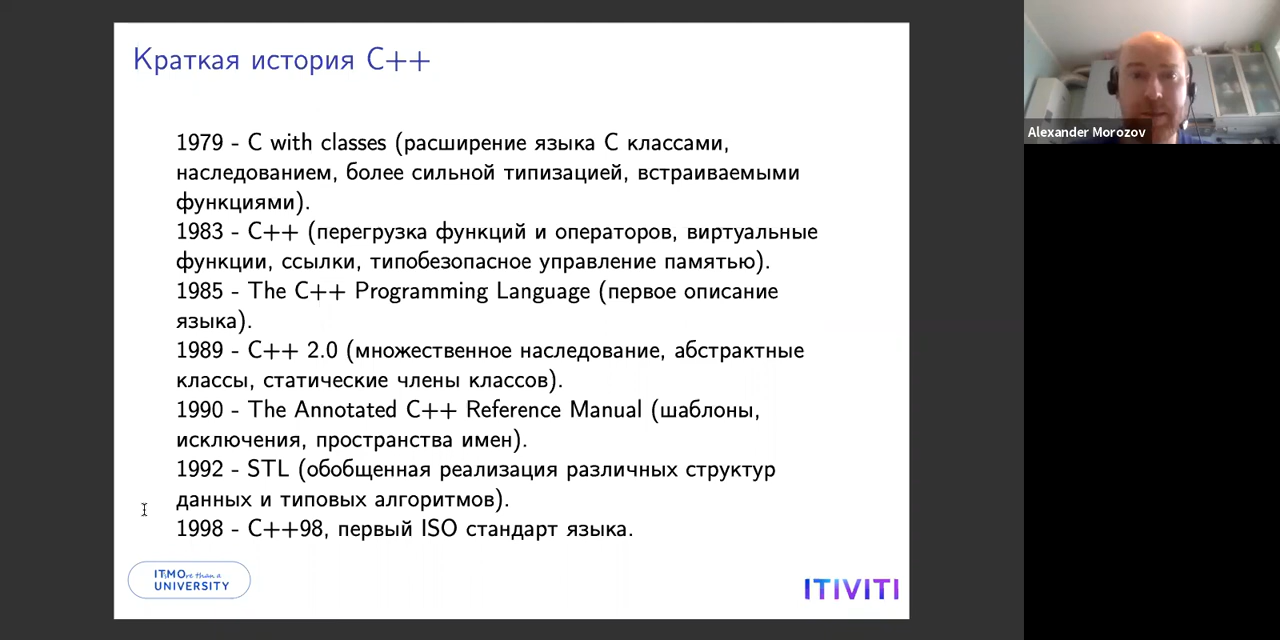 Краткая история C++
1979 - C with classes (расширение языка C классами,
наследованием, более сильной типизацией, встраиваемыми
функциями).
1983 - C++ (перегрузка функций и операторов, виртуальные
функции, ссылки, типобезопасное управление памятью).
1985 - The C++ Programming Language (первое описание
языка).
1989 - C++ 2.0 (множественное наследование, абстрактные
классы, статические члены классов).
1990 - The Annotated C++ Reference Manual (шаблоны,
исключения, пространства имен).
1992 - STL (обобщенная реализация различных структур
данных и типовых алгоритмов).
1998 - C++98, первый ISO стандарт языка.
ITMOre than a
UNIVERSITY
ITIVITI
Alexander Morozov